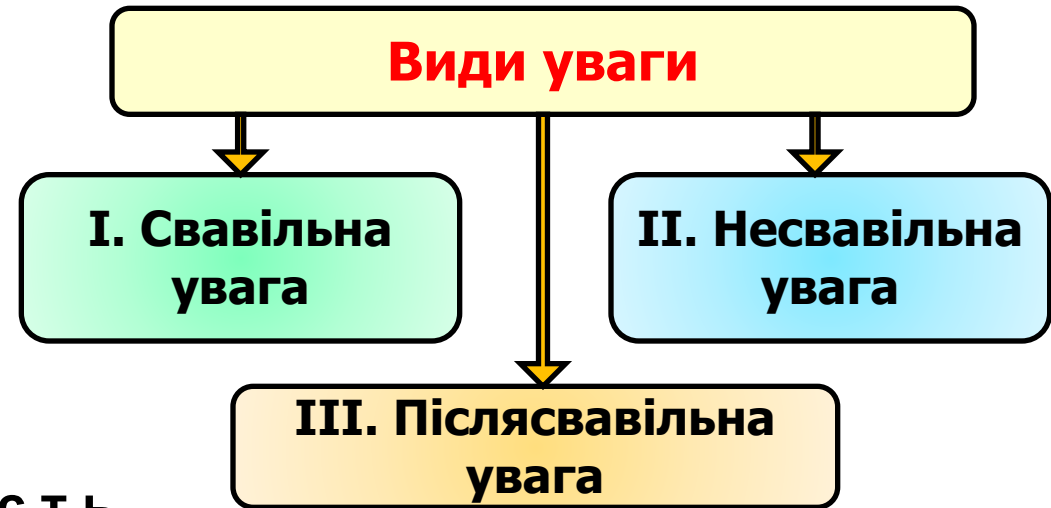 Види уваги
I. Свавільна
увага
II. Несвавільна
увага
III. Післясвавільна
увага